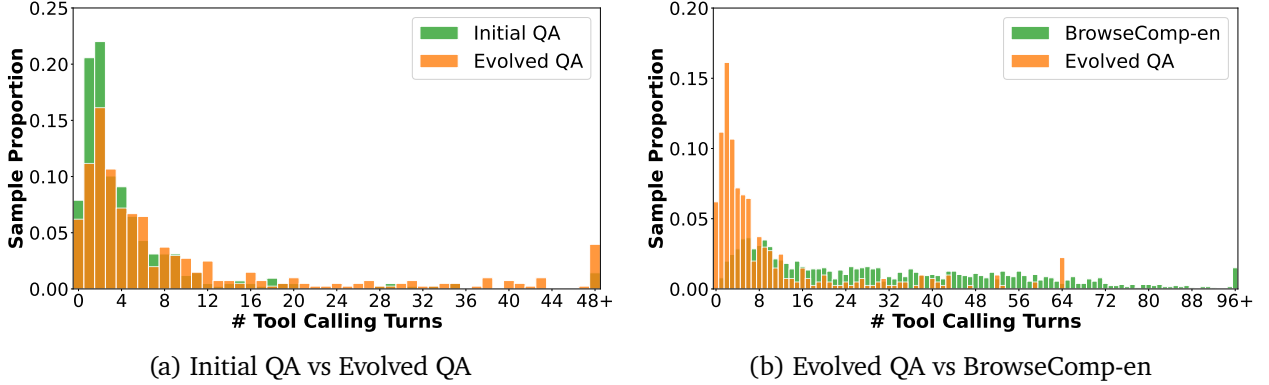 0.25
0.20
0.15
0.10
0.05
0.00
Sample Proportion
Initial QA
Evolved QA
0 4 8 12 16 20 24 28 32 36 40 44 48+
# Tool Calling Turns
(a) Initial QA vs Evolved QA
0.20
0.15
0.10
0.05
0.00
Sample Proportion
BrowseComp-en
Evolved QA
0 8 16 24 32 40 48 56 64 72 80 88 96+
# Tool Calling Turns
(b) Evolved QA vs BrowseComp-en